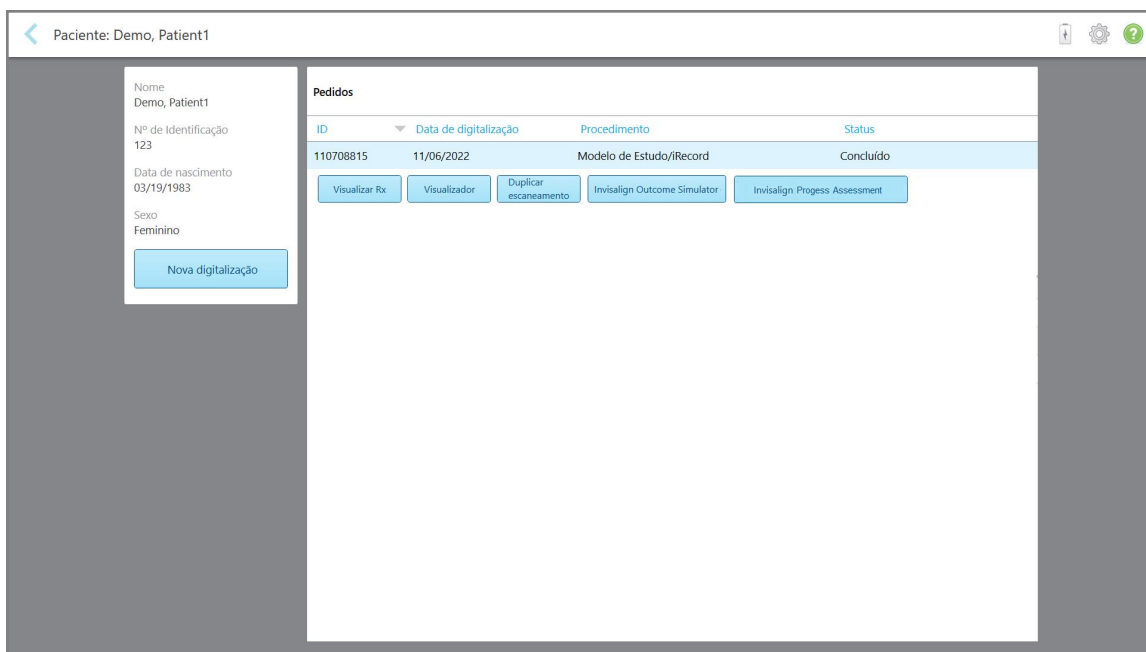 Paciente: Demo, Patient1
?
Nome
Demo, Patient1
Nº de Identificação
123
Data de nascimento
03/19/1983
Sexo
Feminino
Nova digitalização
Pedidos
ID Data de digitalização Procedimento Status
110708815 11/06/2022 Modelo de Estudo/iRecord Concluído
Visualizar Rx Visualizador Duplicar escaneamento Invisalign Outcome Simulator Invisalign Progess Assessment